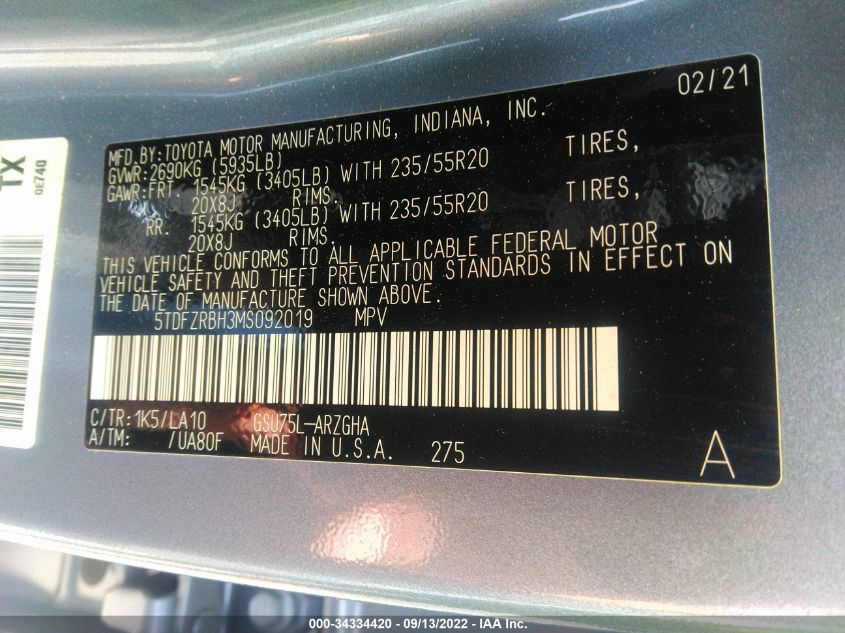 02/21
MFD.BY:TOYOTA MOTOR MANUFACTURING, INDIANA, INC.
GVWR:2690KG (5935LB)
GAWR:FRT. 1545KG (3405LB) WITH 235/55R20 TIRES,
20X8J RIMS.
RR. 1545KG (3405LB) WITH 235/55R20 TIRES,
20X8J RIMS.
THIS VEHICLE CONFORMS TO ALL APPLICABLE FEDERAL MOTOR
VEHICLE SAFETY AND THEFT PREVENTION STANDARDS IN EFFECT ON
THE DATE OF MANUFACTURE SHOWN ABOVE.
5TDFZRBH3MS092019 MPV
C/TR:1K5/LA10 GSU75L-ARZGHA
A/TM: /UA80F MADE IN U.S.A. 275
A
TX
0E740
000-34334420 - 09/13/2022 - IAA Inc.